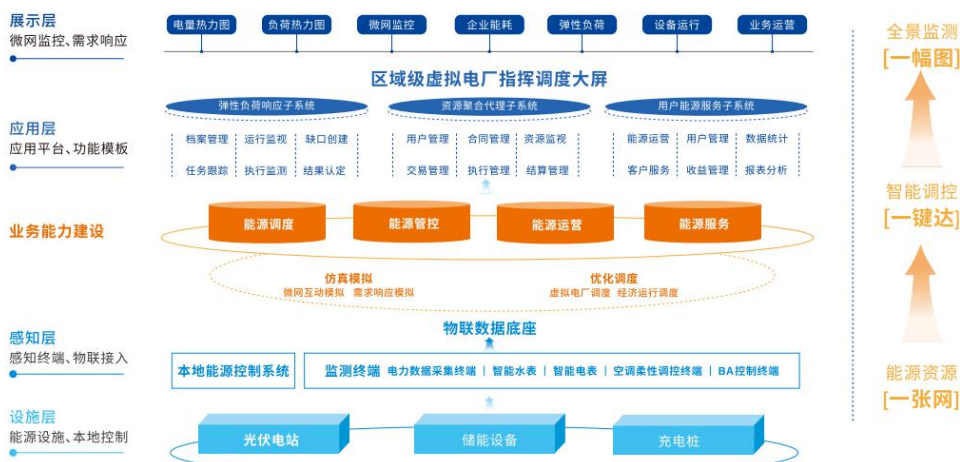 展示层
微网监控、需求响应
电量热力图 负荷热力图 微网监控 企业能耗 弹性负荷 设备运行 业务运营
区域级虚拟电厂指挥调度大屏
应用层
应用平台、功能模板
弹性负荷响应子系统 资源聚合代理子系统 用户能源服务子系统
档案管理 运行监视 缺口创建 用户管理 合同管理 资源监视 能源运营 用户管理 数据统计
任务跟踪 执行监测 结果认定 交易管理 执行管理 结算管理 客户服务 收益管理 报表分析
业务能力建设
能源调度 能源管控 能源运营 能源服务
仿真模拟 优化调度
微网互动模拟 需求响应模拟 虚拟电厂调度 经济运行调度
物联数据底座
感知层
感知终端、物联接入
本地能源控制系统
监测终端 电力数据采集终端 | 智能水表 | 智能电表 | 空调柔性调控终端 | BA控制终端
设施层
能源设施、本地控制
光伏电站 储能设备 充电桩
全景监测
[一幅图]
智能调控
[一键达]
能源资源
[一张网]